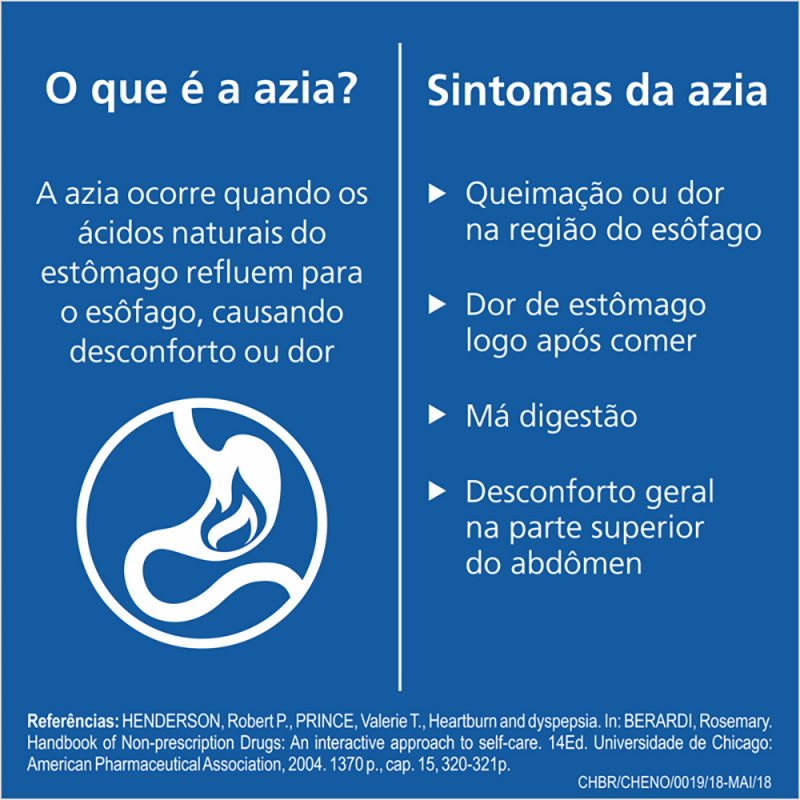 O que é a azia?
A azia ocorre quando os
ácidos naturais do
estômago refluem para
o esôfago, causando
desconforto ou dor
Sintomas da azia
Queimação ou dor
na região do esôfago
Dor de estômago
logo após comer
Má digestão
Desconforto geral
na parte superior
do abdômen
Referências: HENDERSON, Robert P., PRINCE, Valerie T., Heartburn and dyspepsia. In: BERARDI, Rosemary.
Handbook of Non-prescription Drugs: An interactive approach to self-care. 14Ed. Universidade de Chicago:
American Pharmaceutical Association, 2004. 1370 p., cap. 15, 320-321p.
CHBR/CHENO/0019/18-MAI/18